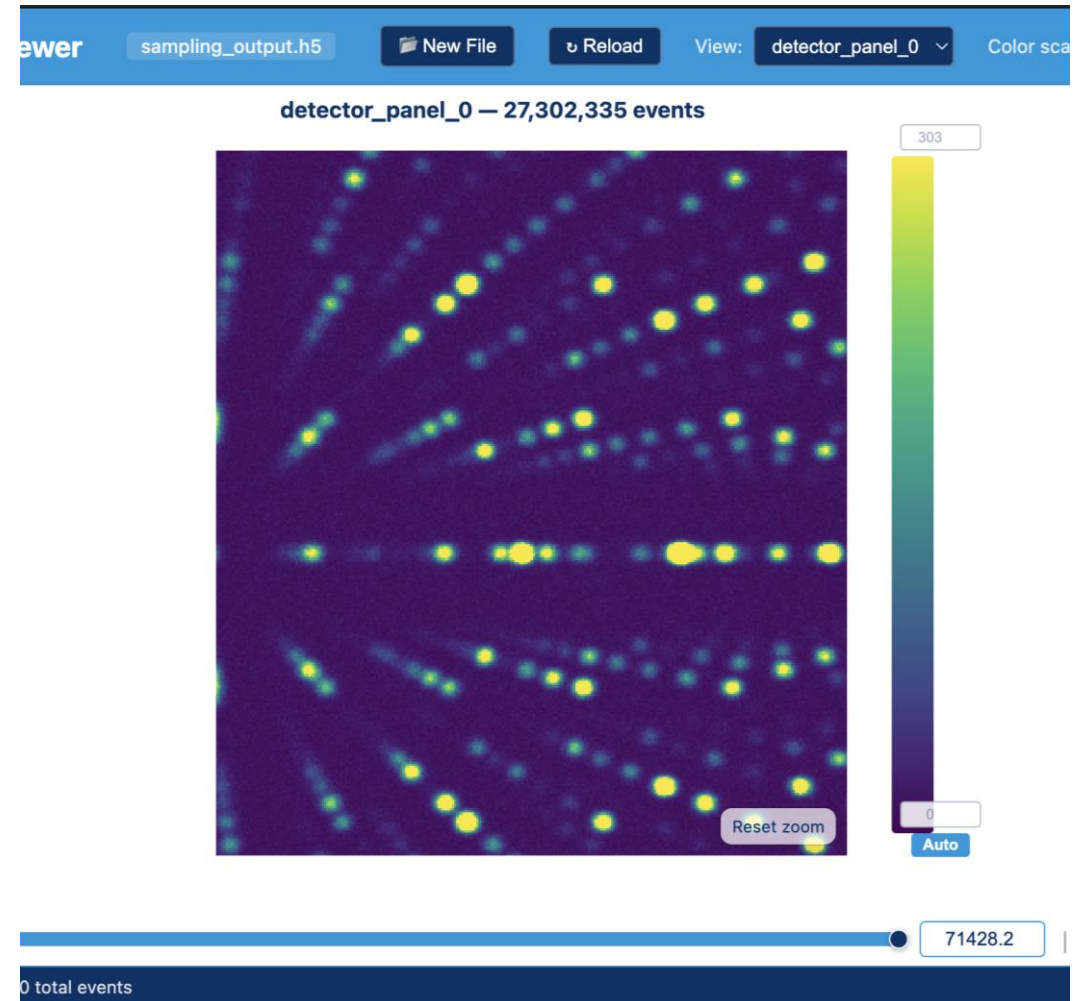 ewer sampling_output.h5 New File ↻ Reload View: detector_panel_0 Color sca
detector_panel_0 — 27,302,335 events
303
0
Reset zoom
Auto
71428.2
0 total events